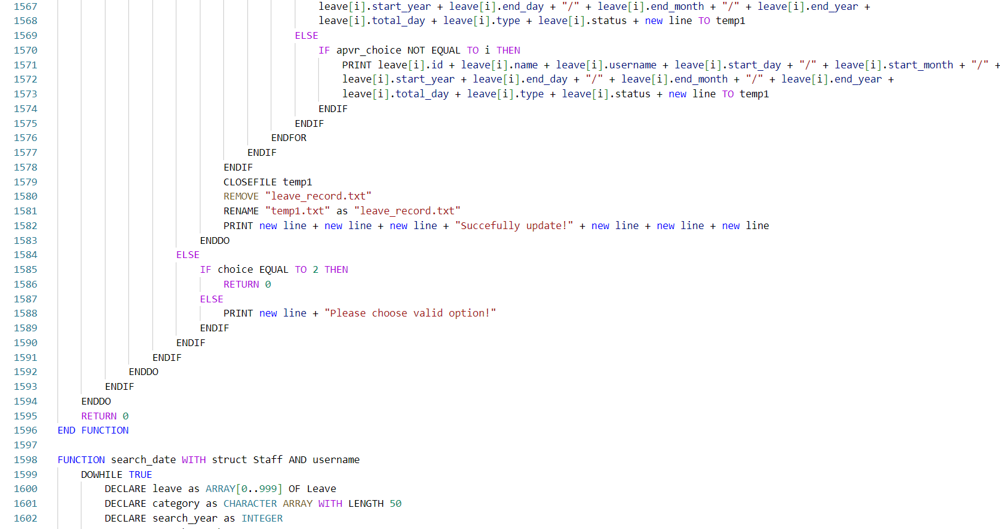 1567 leave[i].start_year + leave[i].end_day + "/" + leave[i].end_month + "/" + leave[i].end_year +
1568 leave[i].total_day + leave[i].type + leave[i].status + new line TO temp1
1569 ELSE
1570 IF apvr_choice NOT EQUAL TO i THEN
1571 PRINT leave[i].id + leave[i].name + leave[i].username + leave[i].start_day + "/" + leave[i].start_month + "/" +
1572 leave[i].start_year + leave[i].end_day + "/" + leave[i].end_month + "/" + leave[i].end_year +
1573 leave[i].total_day + leave[i].type + leave[i].status + new line TO temp1
1574 ENDIF
1575 ENDIF
1576 ENDFOR
1577 ENDIF
1578 ENDIF
1579 CLOSEFILE temp1
1580 REMOVE "leave_record.txt"
1581 RENAME "temp1.txt" as "leave_record.txt"
1582 PRINT new line + new line + new line + "Succefully update!" + new line + new line + new line
1583 ENDDO
1584 ELSE
1585 IF choice EQUAL TO 2 THEN
1586 RETURN 0
1587 ELSE
1588 PRINT new line + "Please choose valid option!"
1589 ENDIF
1590 ENDIF
1591 ENDIF
1592 ENDDO
1593 ENDIF
1594 ENDDO
1595 RETURN 0
1596 END FUNCTION
1597
1598 FUNCTION search_date WITH struct Staff AND username
1599 DOWHILE TRUE
1600 DECLARE leave as ARRAY[0..999] OF Leave
1601 DECLARE category as CHARACTER ARRAY WITH LENGTH 50
1602 DECLARE search_year as INTEGER